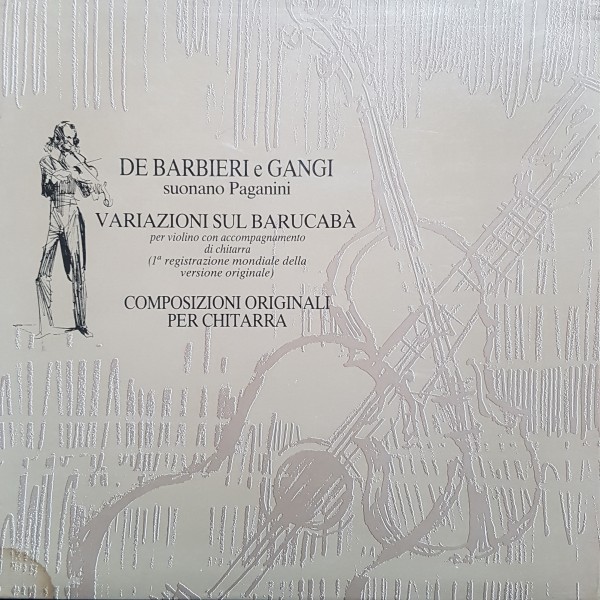 DE BARBIERI e GANGI
suonano Paganini
VARIAZIONI SUL BARUCABÀ
per violino con accompagnamento
di chitarra
(1ª registrazione mondiale della
versione originale)
COMPOSIZIONI ORIGINALI
PER CHITARRA